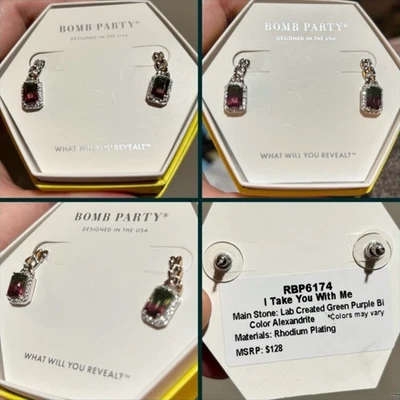 BOMB PARTY®
DESIGNED IN THE USA
WHAT WILL YOU REVEAL?™
BOMB PARTY®
DESIGNED IN THE USA
WHAT WILL YOU REVEAL?™
BOMB PARTY®
DESIGNED IN THE USA
WHAT WILL YOU REVEAL?™
RBP6174
I Take You With Me
Main Stone: Lab Created Green Purple Bi
Color Alexandrite *Colors may vary
Materials: Rhodium Plating
MSRP: $128